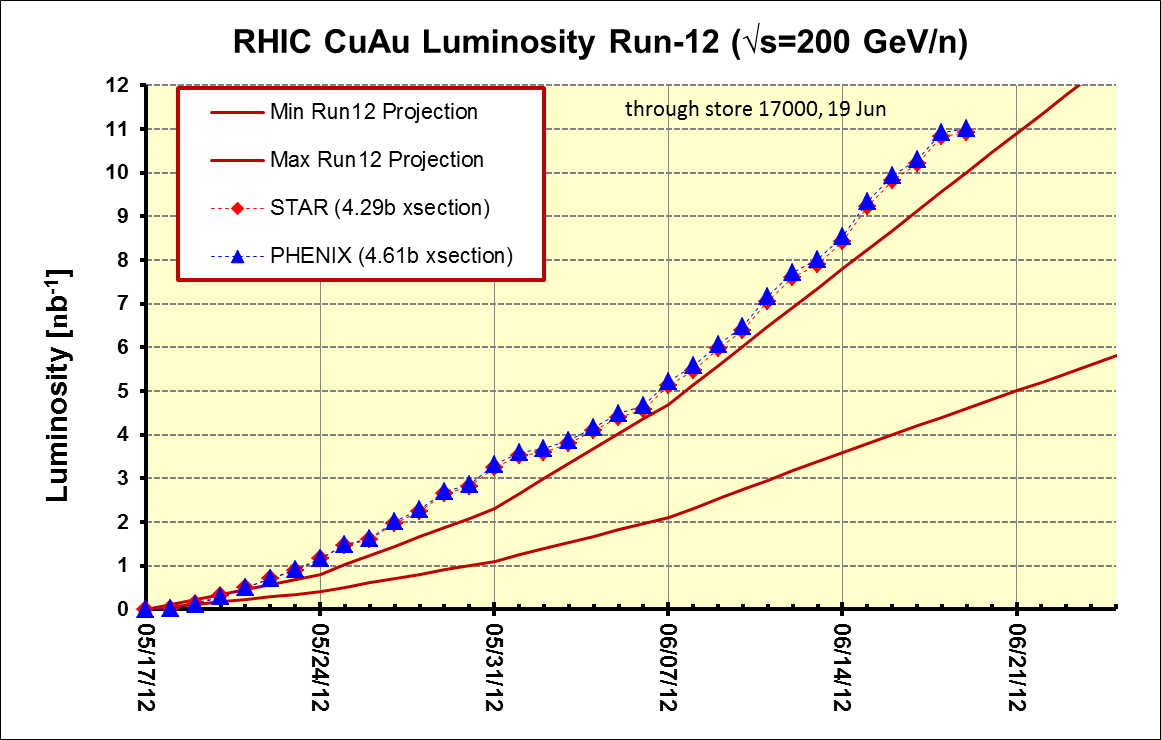 RHIC CuAu Luminosity Run-12 (√s=200 GeV/n)
Min Run12 Projection
Max Run12 Projection
STAR (4.29b xsection)
PHENIX (4.61b xsection)
through store 17000, 19 Jun
Luminosity [nb-1]
12
11
10
9
8
7
6
5
4
3
2
1
0
05/17/12
05/24/12
05/31/12
06/07/12
06/14/12
06/21/12